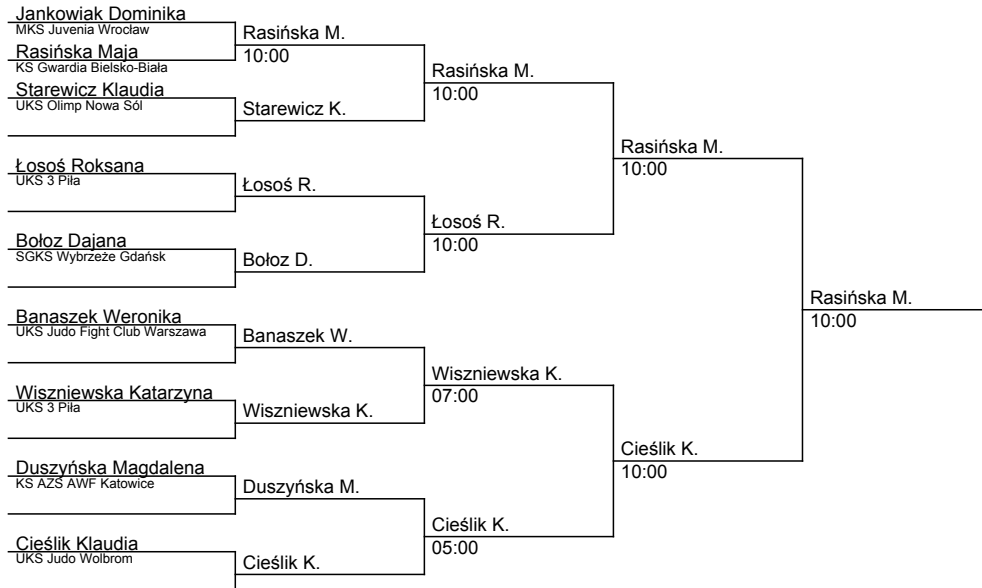 Jankowiak Dominika
MKS Juvenia Wrocław
Rasińska Maja
KS Gwardia Bielsko-Biała
Starewicz Klaudia
UKS Olimp Nowa Sól
Łosoś Roksana
UKS 3 Piła
Bołoz Dajana
SGKS Wybrzeże Gdańsk
Banaszek Weronika
UKS Judo Fight Club Warszawa
Wiszniewska Katarzyna
UKS 3 Piła
Duszyńska Magdalena
KS AZS AWF Katowice
Cieślik Klaudia
UKS Judo Wolbrom
Rasińska M.
10:00
Starewicz K.
Łosoś R.
Bołoz D.
Banaszek W.
Wiszniewska K.
Duszyńska M.
Cieślik K.
Rasińska M.
10:00
Łosoś R.
10:00
Wiszniewska K.
07:00
Cieślik K.
05:00
Rasińska M.
10:00
Cieślik K.
10:00
Rasińska M.
10:00